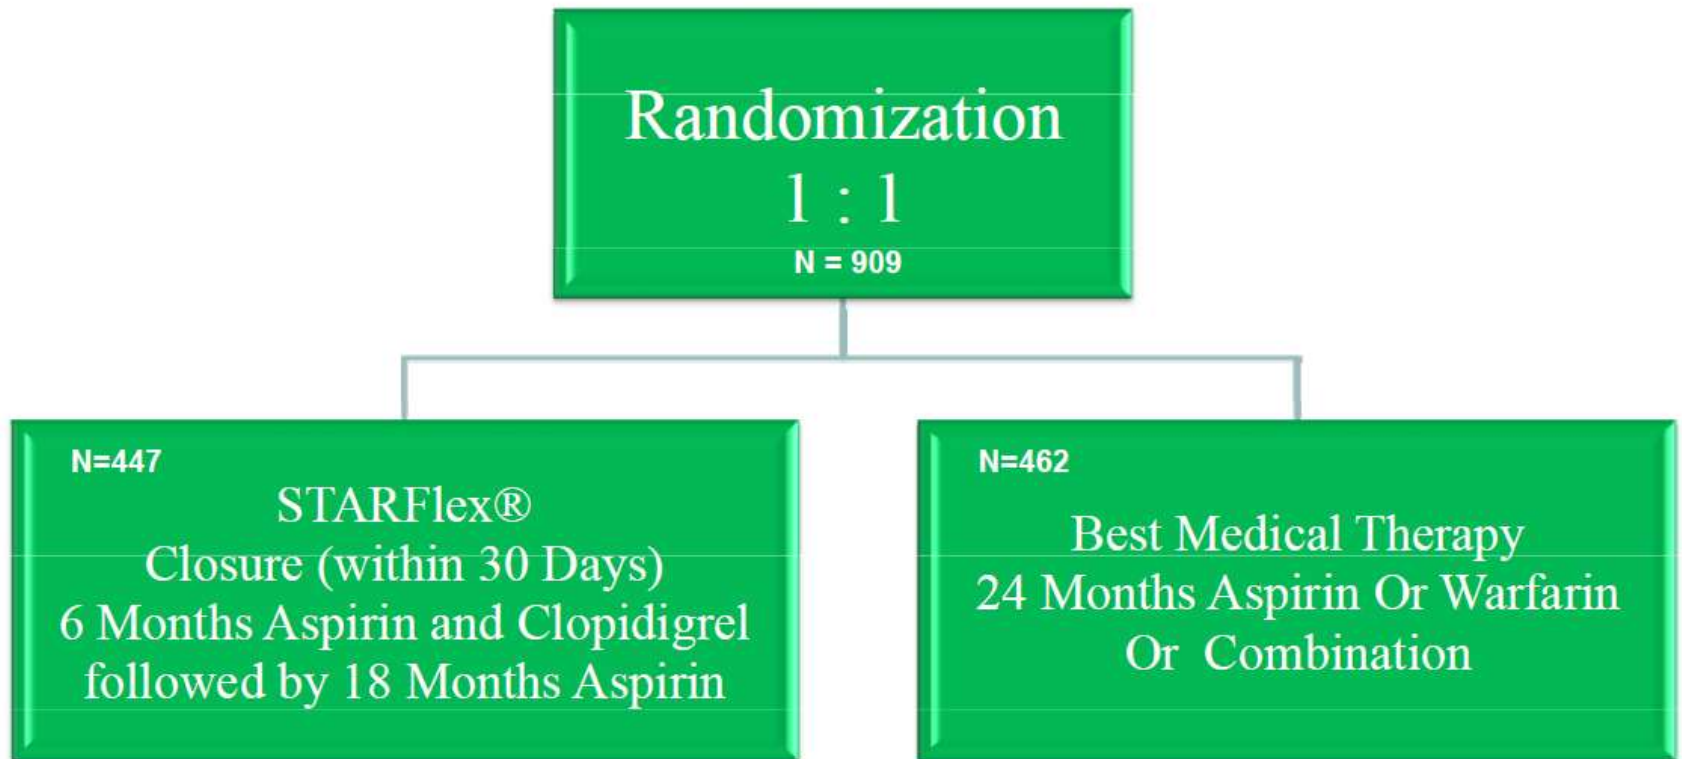 Randomization
1 : 1
N = 909
N=447
STARFlex®
Closure (within 30 Days)
6 Months Aspirin and Clopidigrel
followed by 18 Months Aspirin
N=462
Best Medical Therapy
24 Months Aspirin Or Warfarin
Or Combination